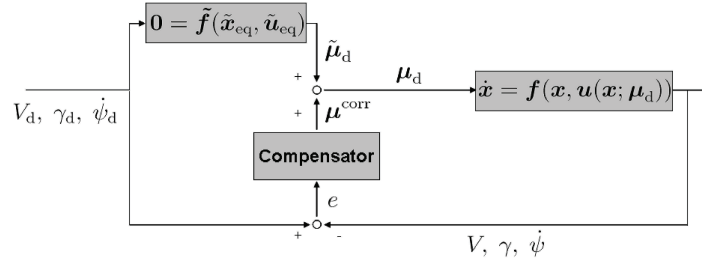 0 = f̃(x̃_eq, ũ_eq)
μ̃_d
+
μ_d
ẋ = f(x, u(x; μ_d))
V_d, γ_d, ψ̇_d
+
μ^corr
Compensator
e
+
-
V, γ, ψ̇